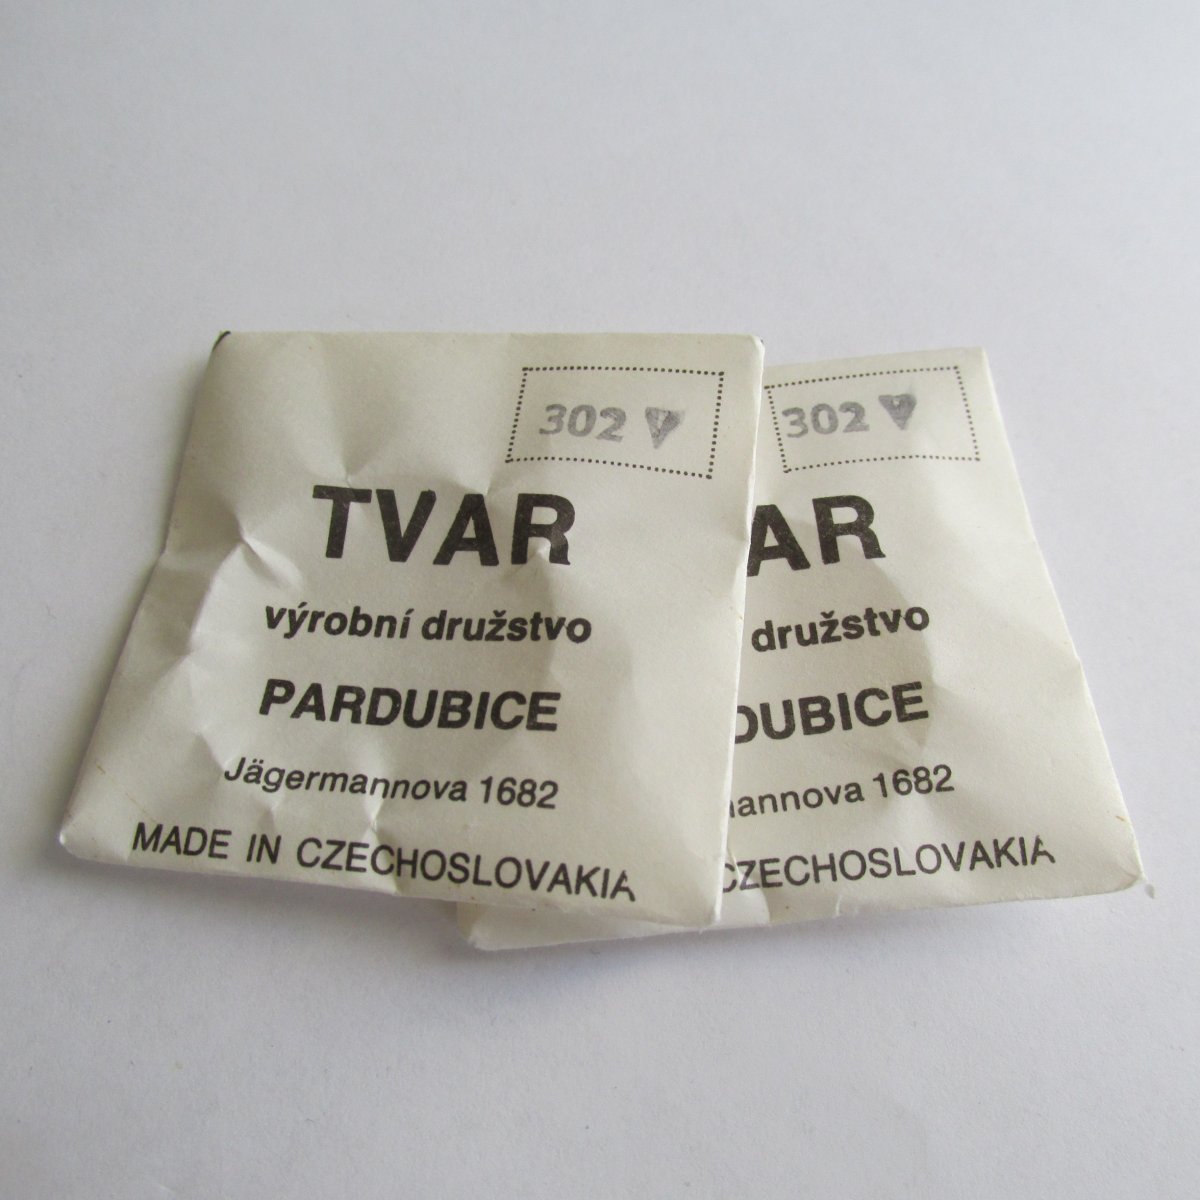 302
TVAR
výrobní družstvo
PARDUBICE
Jägermannova 1682
MADE IN CZECHOSLOVAKIA
302
AR
družstvo
DUBICE
mannova 1682
CZECHOSLOVAKIA